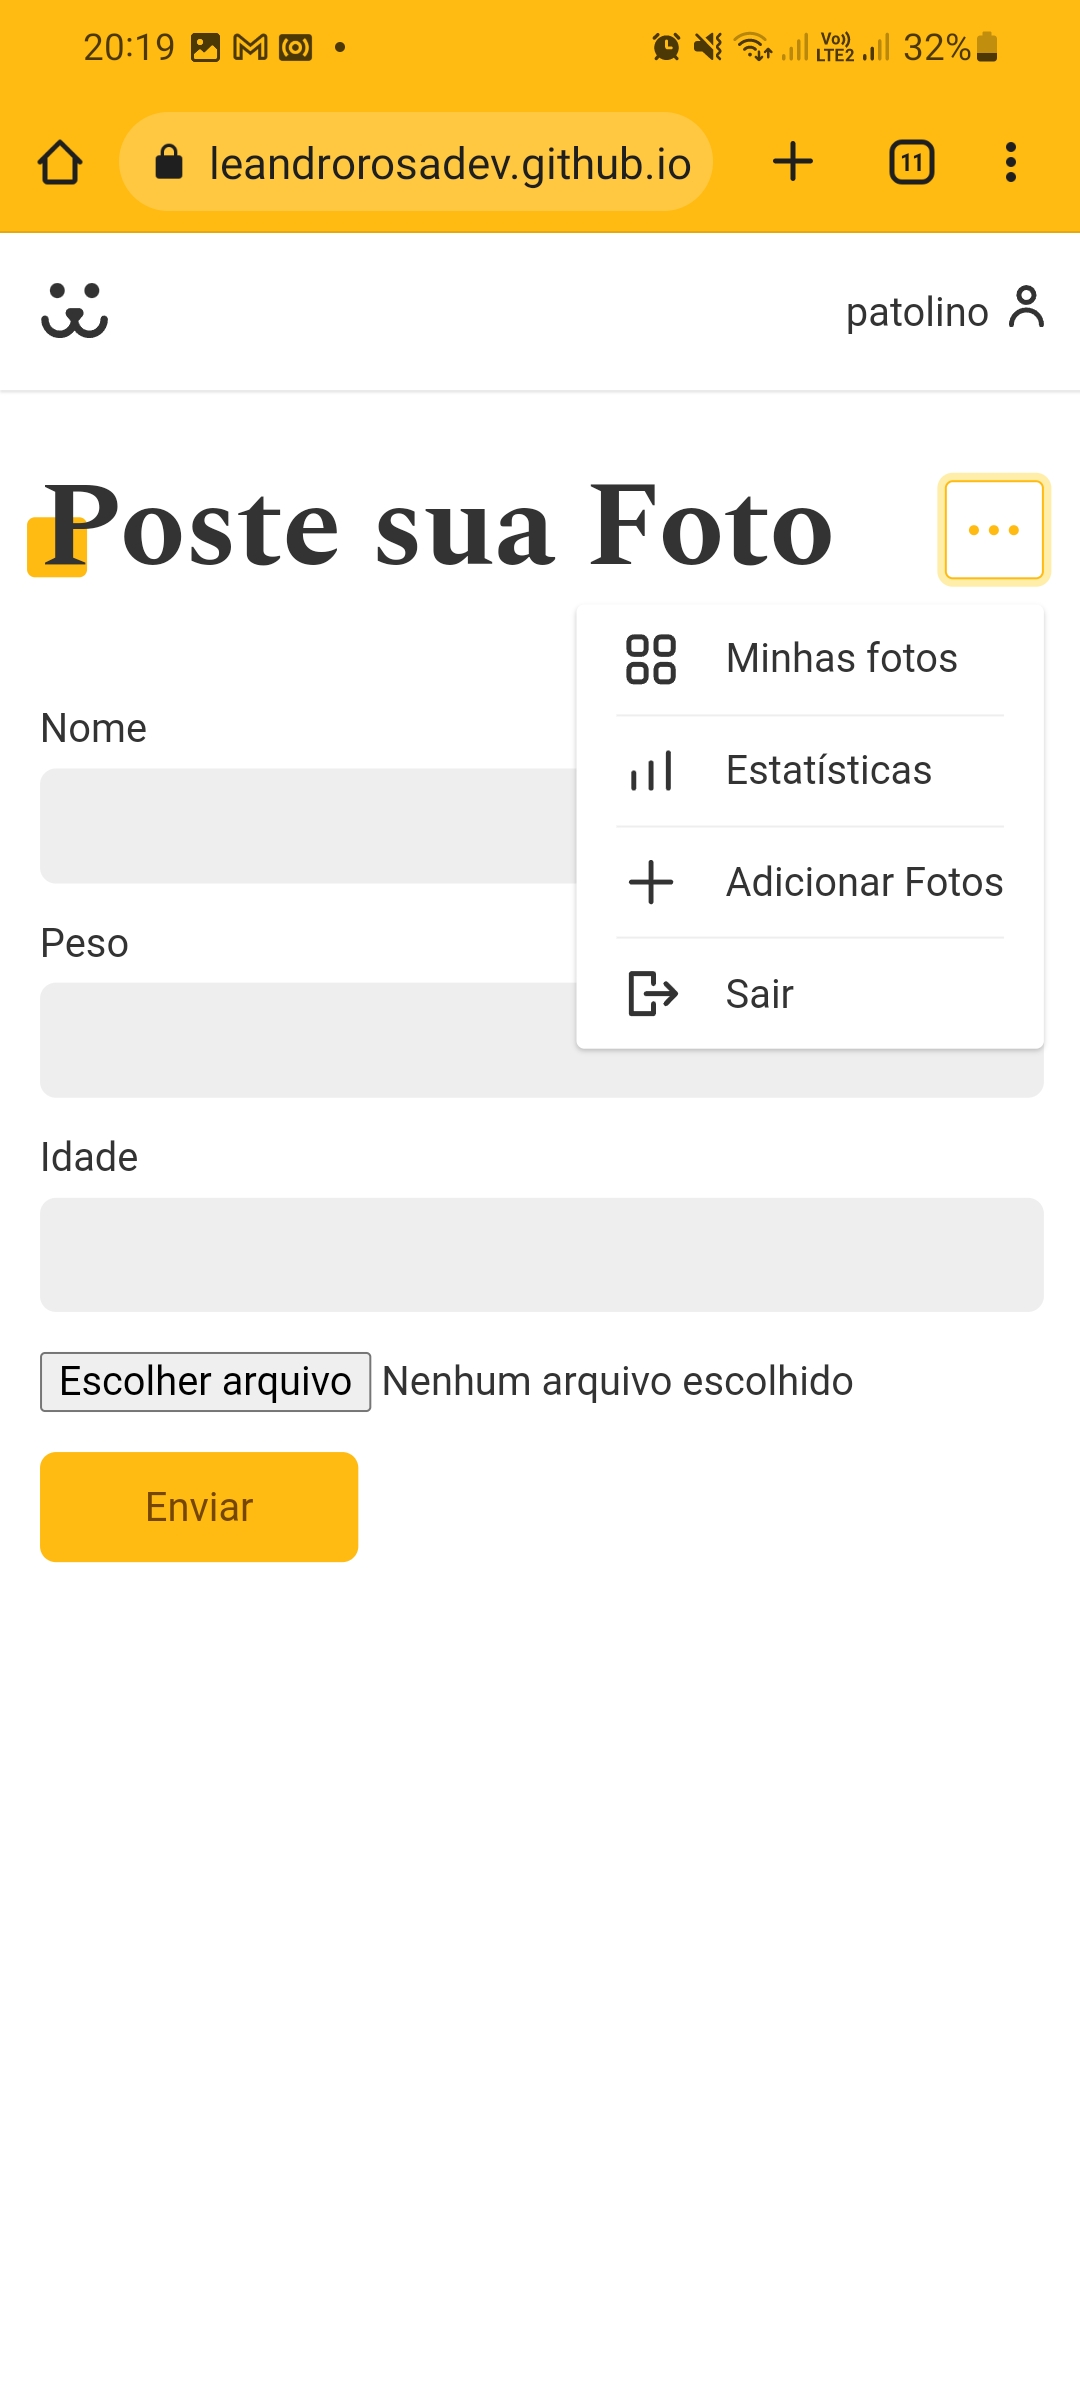 20:19
Vo))
LTE2
32%
leandrorosadev.github.io
11
patolino
Poste sua Foto
Minhas fotos
Nome
Estatísticas
Adicionar Fotos
Peso
Sair
Idade
Escolher arquivo Nenhum arquivo escolhido
Enviar